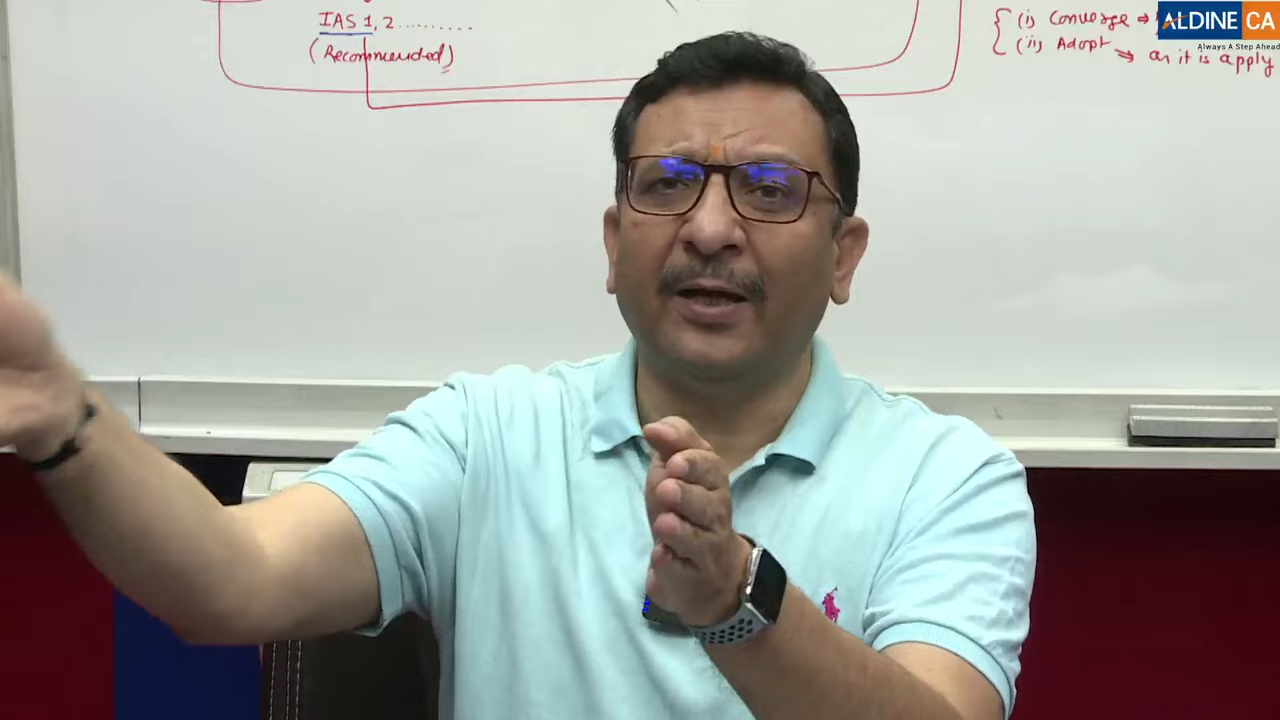 IAS 1, 2..........
(Recommended)
(i) Converge ⇒
(ii) Adopt
⇒ as it is apply
ALDINE CA
Always A Step Ahead